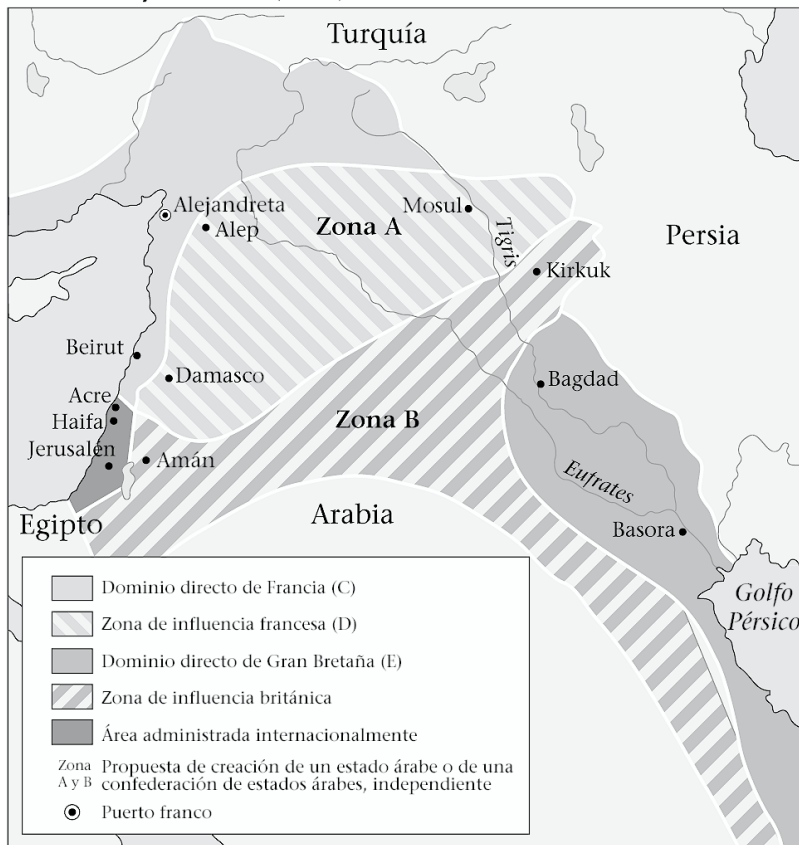 Turquía
Alejandreta
Alep
Zona A
Mosul
Tigris
Persia
Kirkuk
Beirut
Damasco
Bagdad
Acre
Haifa
Zona B
Jerusalén
Amán
Eufrates
Egipto
Arabia
Basora
Golfo
Pérsico
Dominio directo de Francia (C)
Zona de influencia francesa (D)
Dominio directo de Gran Bretaña (E)
Zona de influencia británica
Área administrada internacionalmente
Zona
A y B
Propuesta de creación de un estado árabe o de una
confederación de estados árabes, independiente
Puerto franco